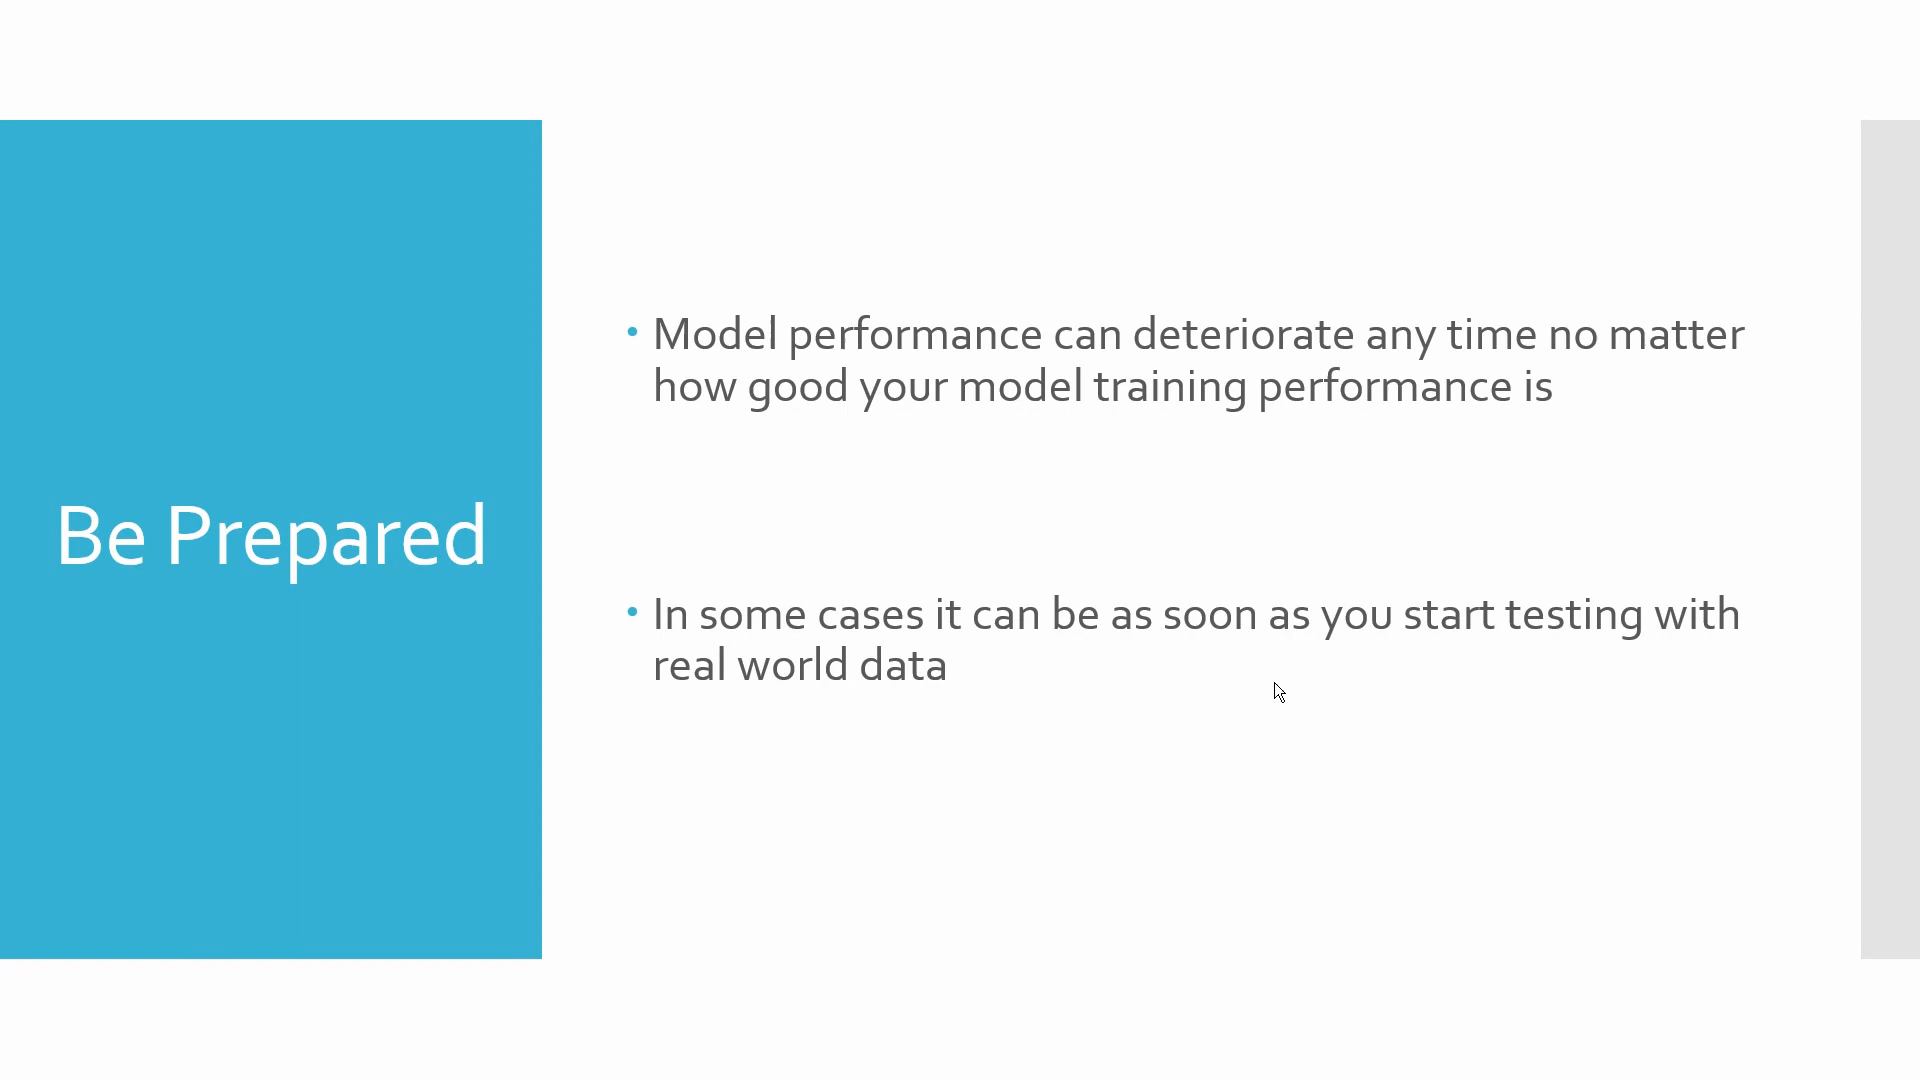 Be Prepared
• Model performance can deteriorate any time no matter
how good your model training performance is
• In some cases it can be as soon as you start testing with
real world data